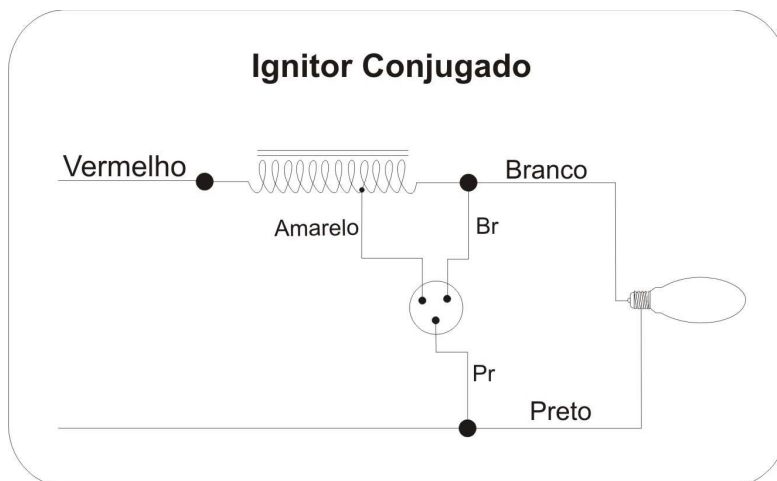 Ignitor Conjugado
Vermelho
Branco
Amarelo
Br
Pr
Preto